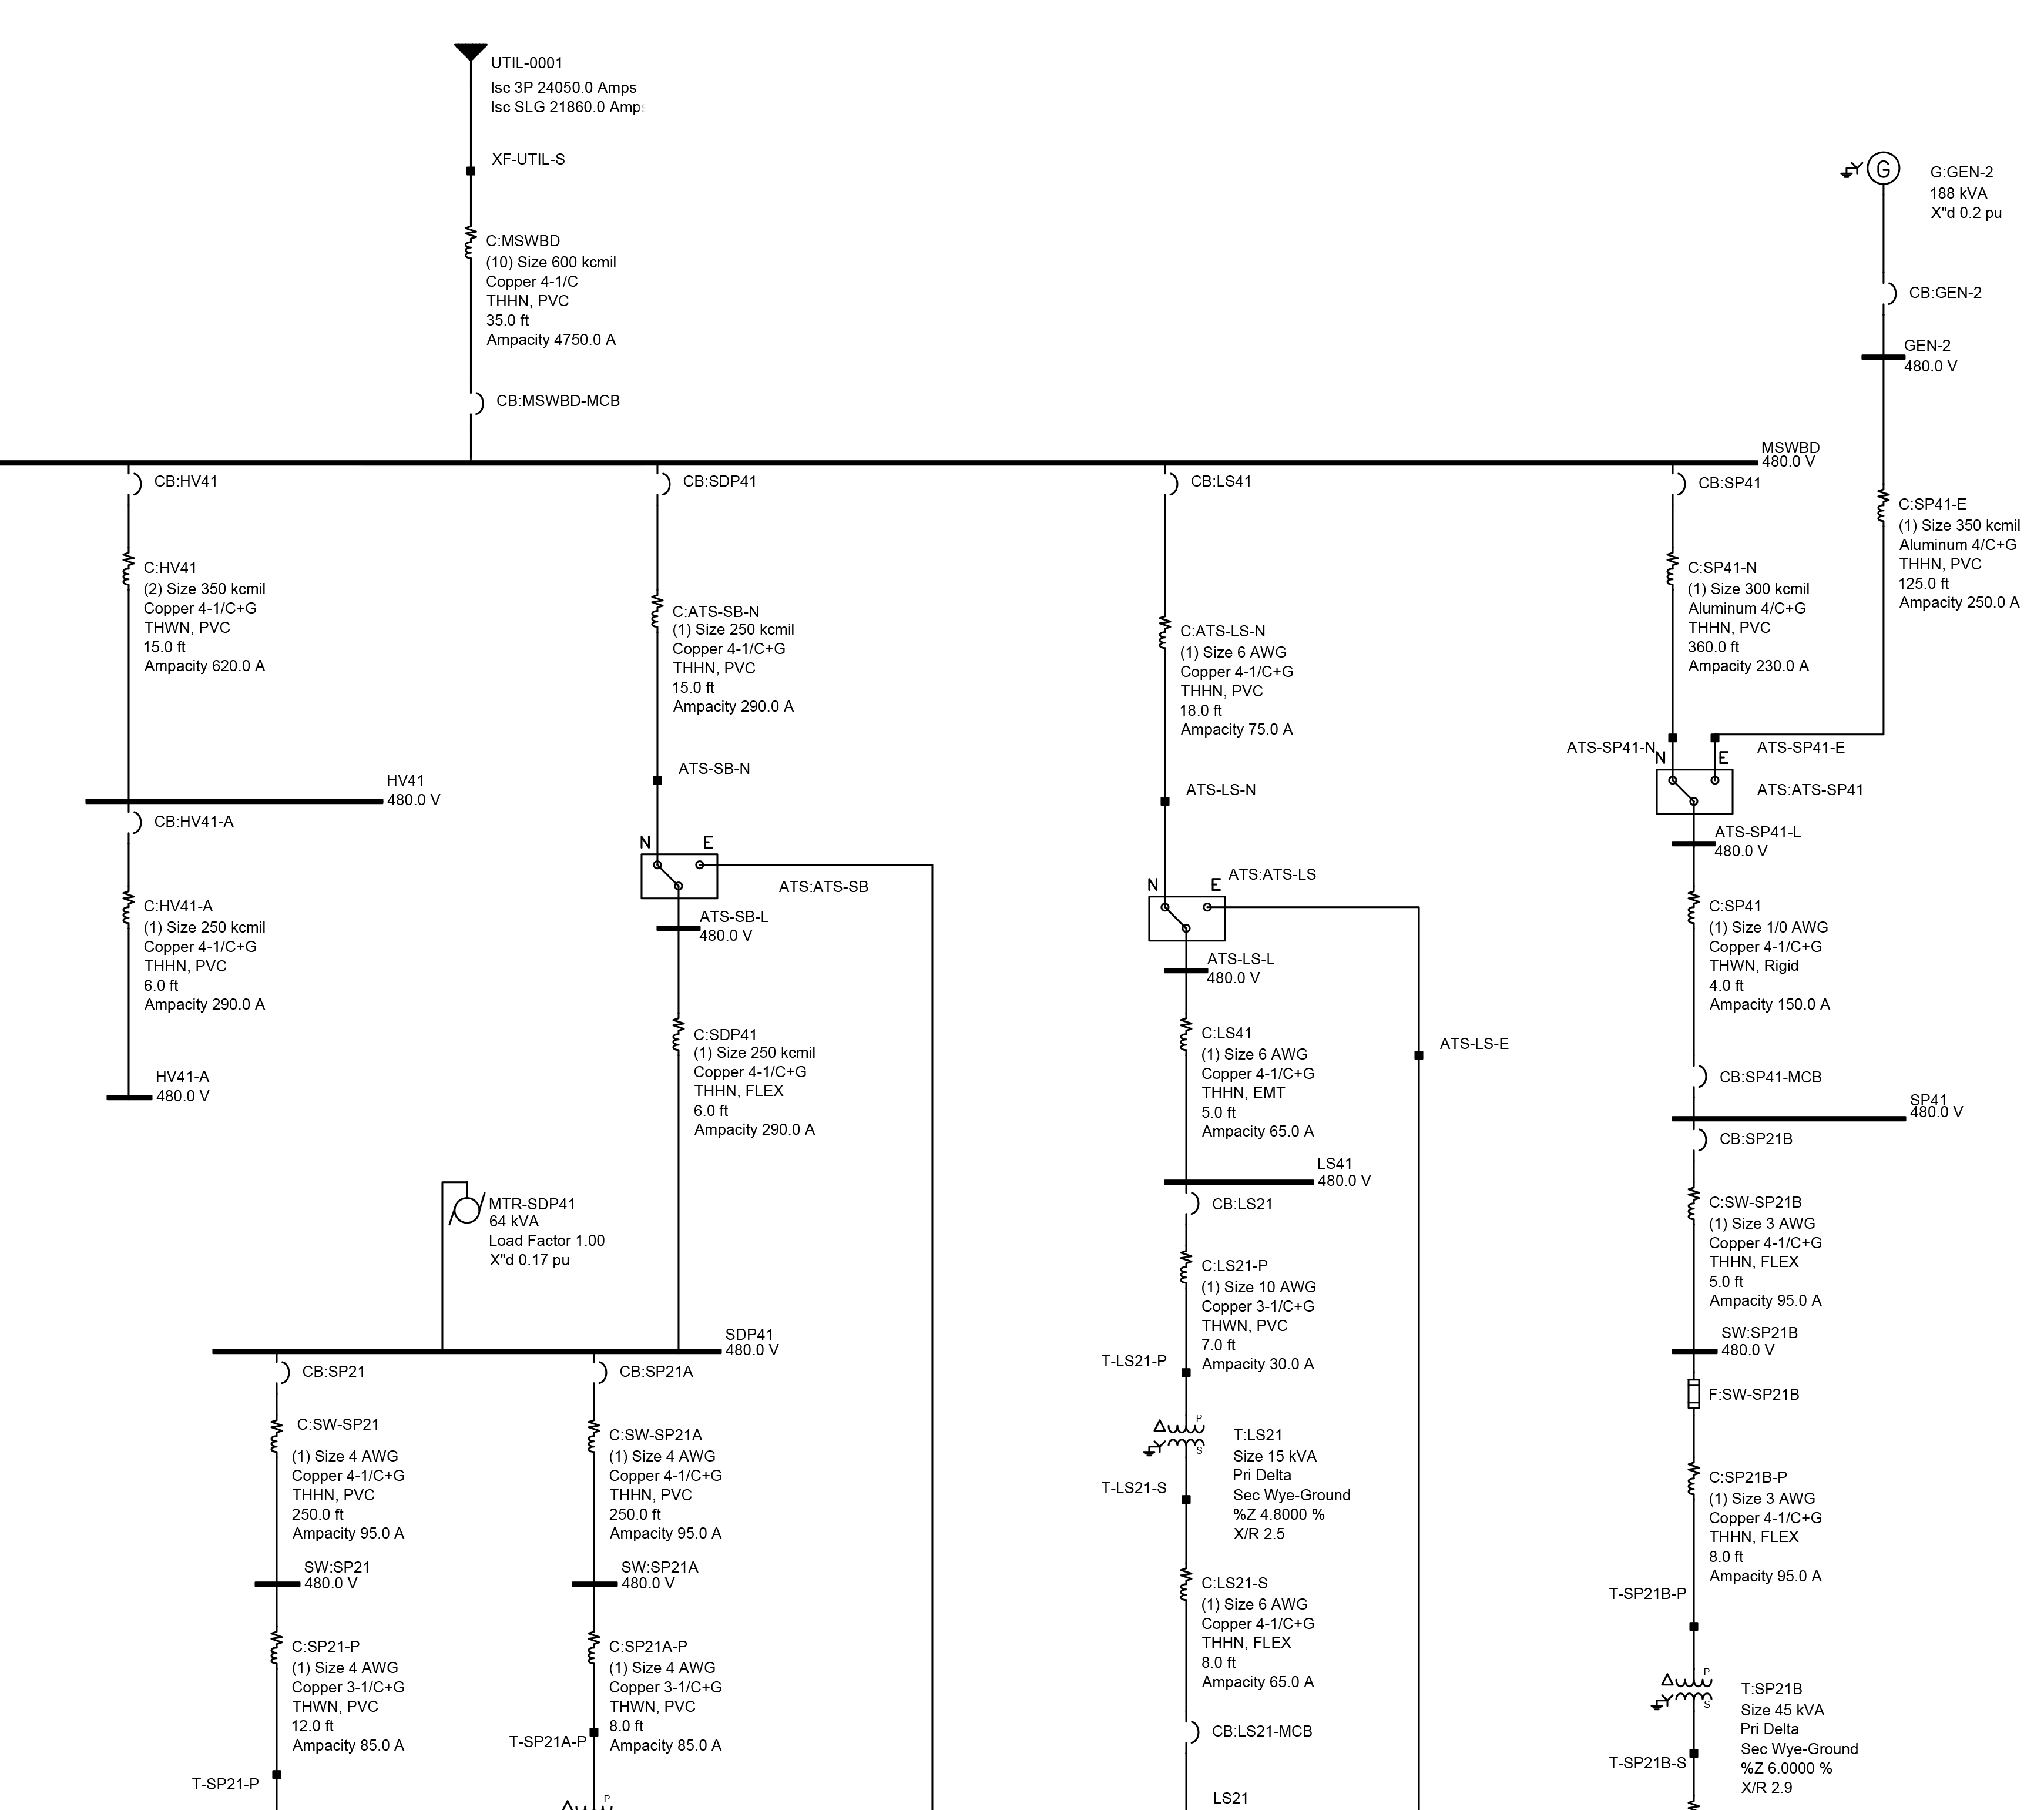 UTIL-0001
Isc 3P 24050.0 Amps
Isc SLG 21860.0 Amps
XF-UTIL-S
C:MSWBD
(10) Size 600 kcmil
Copper 4-1/C
THHN, PVC
35.0 ft
Ampacity 4750.0 A
CB:MSWBD-MCB
G
G:GEN-2
188 kVA
X"d 0.2 pu
CB:GEN-2
GEN-2
480.0 V
MSWBD
480.0 V
C:SP41-E
(1) Size 350 kcmil
Aluminum 4/C+G
THHN, PVC
125.0 ft
Ampacity 250.0 A
CB:HV41
C:HV41
(2) Size 350 kcmil
Copper 4-1/C+G
THWN, PVC
15.0 ft
Ampacity 620.0 A
HV41
480.0 V
CB:HV41-A
C:HV41-A
(1) Size 250 kcmil
Copper 4-1/C+G
THHN, PVC
6.0 ft
Ampacity 290.0 A
HV41-A
480.0 V
CB:SDP41
C:ATS-SB-N
(1) Size 250 kcmil
Copper 4-1/C+G
THHN, PVC
15.0 ft
Ampacity 290.0 A
ATS-SB-N
N E
ATS:ATS-SB
ATS-SB-L
480.0 V
C:SDP41
(1) Size 250 kcmil
Copper 4-1/C+G
THHN, FLEX
6.0 ft
Ampacity 290.0 A
MTR-SDP41
64 kVA
Load Factor 1.00
X"d 0.17 pu
SDP41
480.0 V
CB:SP21
C:SW-SP21
(1) Size 4 AWG
Copper 4-1/C+G
THHN, PVC
250.0 ft
Ampacity 95.0 A
SW:SP21
480.0 V
C:SP21-P
(1) Size 4 AWG
Copper 3-1/C+G
THWN, PVC
12.0 ft
Ampacity 85.0 A
T-SP21-P
CB:SP21A
C:SW-SP21A
(1) Size 4 AWG
Copper 4-1/C+G
THHN, PVC
250.0 ft
Ampacity 95.0 A
SW:SP21A
480.0 V
C:SP21A-P
(1) Size 4 AWG
Copper 3-1/C+G
THWN, PVC
8.0 ft
Ampacity 85.0 A
T-SP21A-P
P
CB:LS41
C:ATS-LS-N
(1) Size 6 AWG
Copper 4-1/C+G
THHN, PVC
18.0 ft
Ampacity 75.0 A
ATS-LS-N
N E
ATS:ATS-LS
ATS-LS-L
480.0 V
C:LS41
(1) Size 6 AWG
Copper 4-1/C+G
THHN, EMT
5.0 ft
Ampacity 65.0 A
ATS-LS-E
LS41
480.0 V
CB:LS21
C:LS21-P
(1) Size 10 AWG
Copper 3-1/C+G
THWN, PVC
7.0 ft
Ampacity 30.0 A
T-LS21-P
P
S
T:LS21
Size 15 kVA
Pri Delta
Sec Wye-Ground
%Z 4.8000 %
X/R 2.5
T-LS21-S
C:LS21-S
(1) Size 6 AWG
Copper 4-1/C+G
THHN, FLEX
8.0 ft
Ampacity 65.0 A
CB:LS21-MCB
LS21
CB:SP41
C:SP41-N
(1) Size 300 kcmil
Aluminum 4/C+G
THHN, PVC
360.0 ft
Ampacity 230.0 A
ATS-SP41-N
ATS-SP41-E
N E
ATS:ATS-SP41
ATS-SP41-L
480.0 V
C:SP41
(1) Size 1/0 AWG
Copper 4-1/C+G
THWN, Rigid
4.0 ft
Ampacity 150.0 A
CB:SP41-MCB
SP41
480.0 V
CB:SP21B
C:SW-SP21B
(1) Size 3 AWG
Copper 4-1/C+G
THHN, FLEX
5.0 ft
Ampacity 95.0 A
SW:SP21B
480.0 V
F:SW-SP21B
C:SP21B-P
(1) Size 3 AWG
Copper 4-1/C+G
THHN, FLEX
8.0 ft
Ampacity 95.0 A
T-SP21B-P
P
S
T:SP21B
Size 45 kVA
Pri Delta
Sec Wye-Ground
%Z 6.0000 %
X/R 2.9
T-SP21B-S